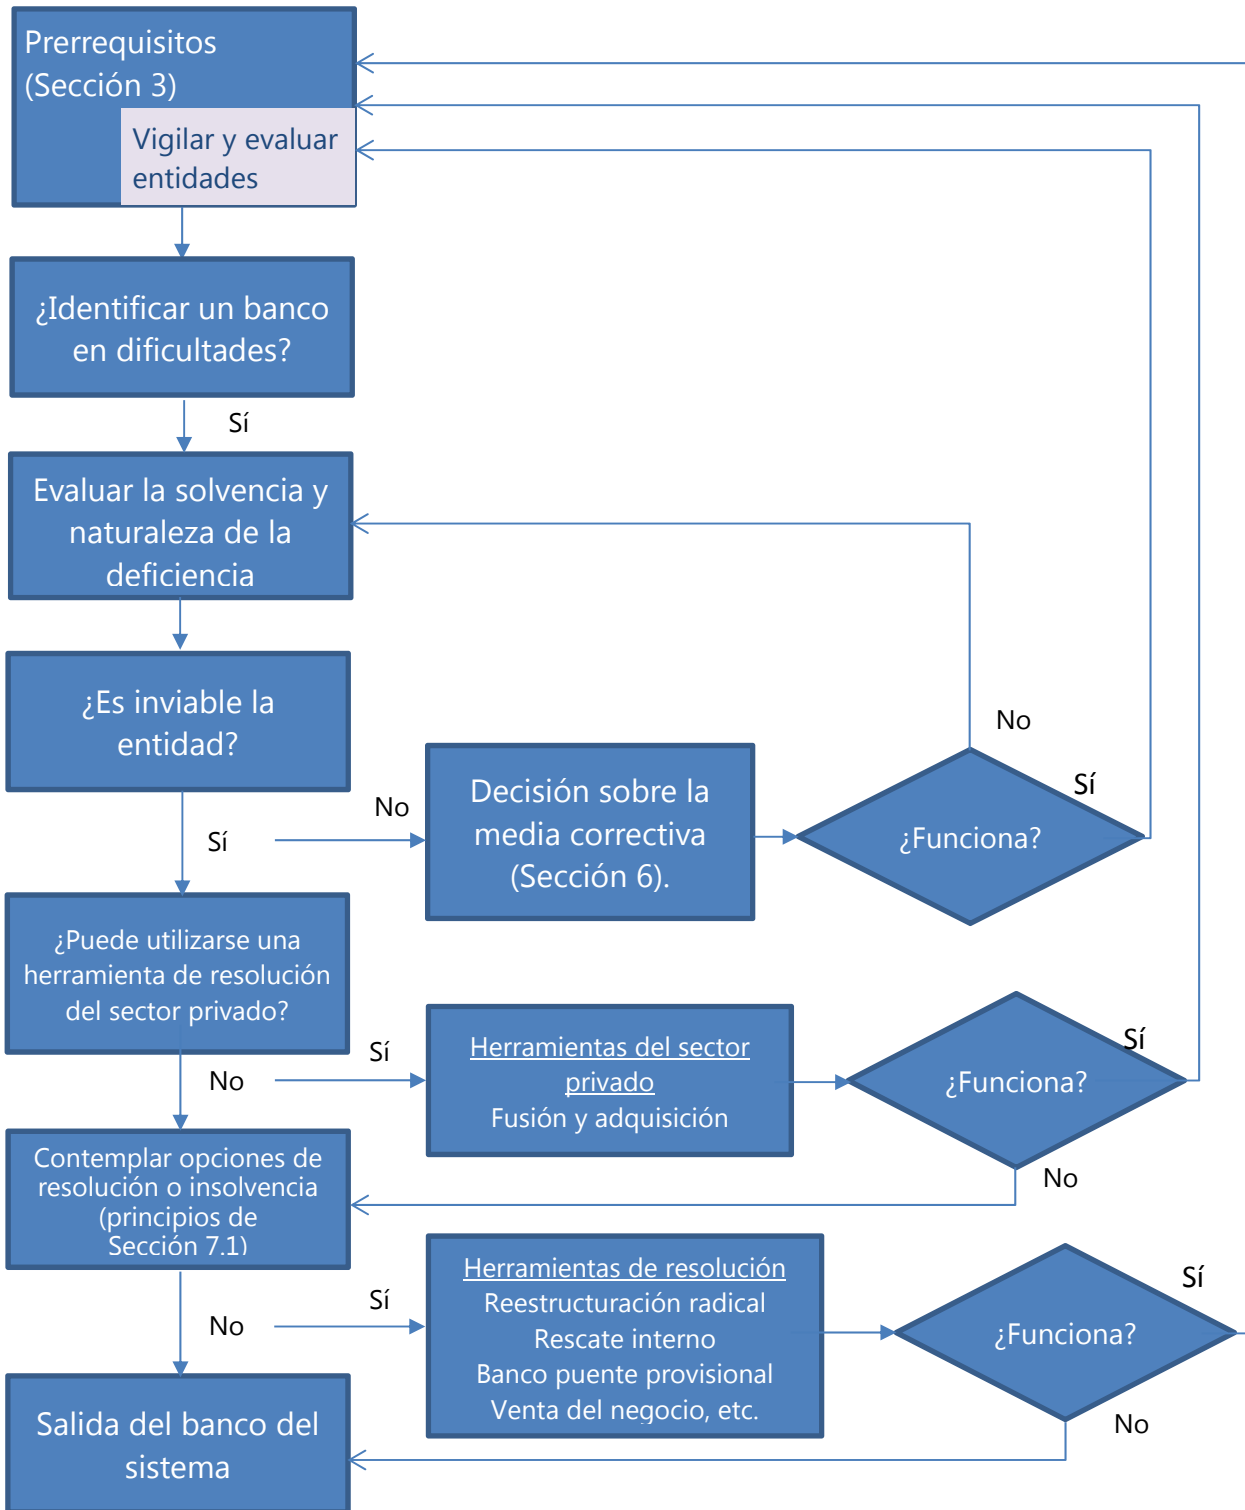 Prerrequisitos
(Sección 3)
Vigilar y evaluar
entidades
¿Identificar un banco
en dificultades?
Sí
Evaluar la solvencia y
naturaleza de la
deficiencia
¿Es inviable la
entidad?
No
Sí
Decisión sobre la
media correctiva
(Sección 6).
No
Sí
¿Funciona?
¿Puede utilizarse una
herramienta de resolución
del sector privado?
Sí
No
Herramientas del sector
privado
Fusión y adquisición
Sí
¿Funciona?
No
Contemplar opciones de
resolución o insolvencia
(principios de
Sección 7.1)
Sí
No
Herramientas de resolución
Reestructuración radical
Rescate interno
Banco puente provisional
Venta del negocio, etc.
Sí
¿Funciona?
No
Salida del banco del
sistema